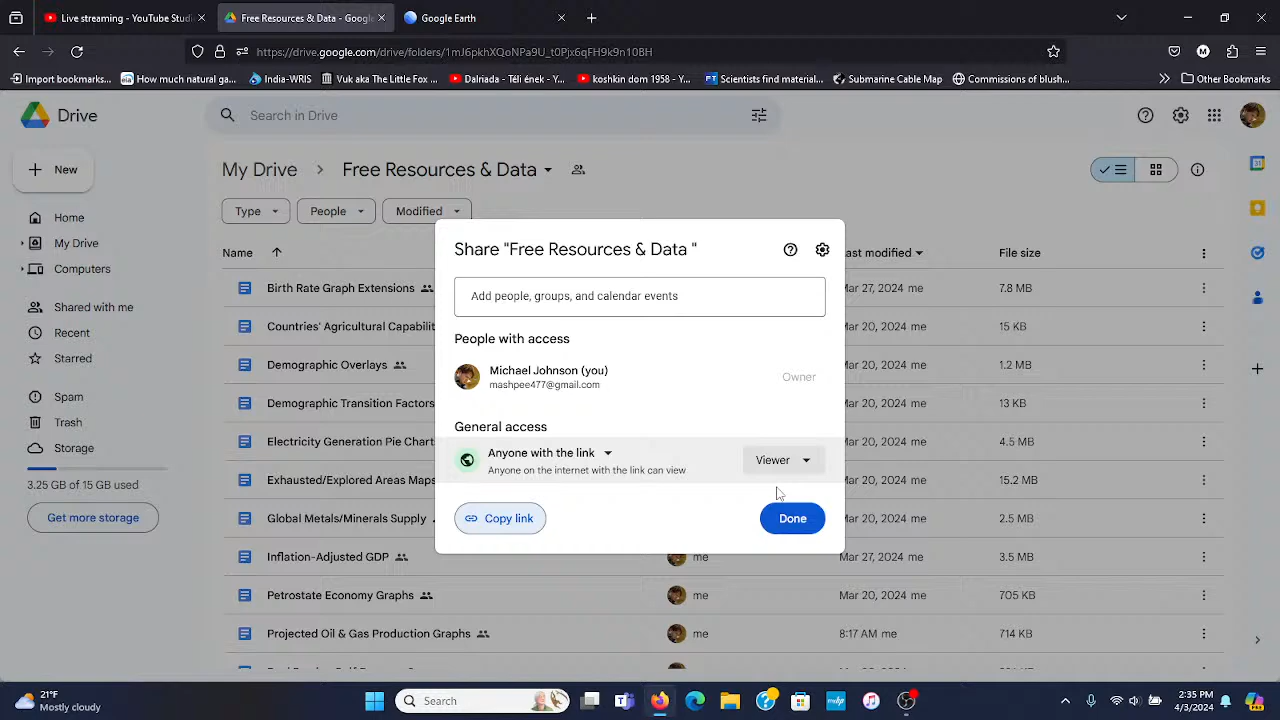 Live streaming - YouTube Studi
Free Resources & Data - Google
Google Earth
https://drive.google.com/drive/folders/1mJ6pkhXQoNPa9U_t0Pjx6qFH9k9n10BH
Import bookmarks...
How much natural ga...
India-WRIS
Vuk aka The Little Fox ...
Dalriada - Téli ének - Y...
koshkin dom 1958 - Y...
Scientists find material...
Submarine Cable Map
Commissions of blush...
Other Bookmarks
Drive
Search in Drive
New
My Drive
Free Resources & Data
Type
People
Modified
Home
My Drive
Computers
Shared with me
Recent
Starred
Spam
Trash
Storage
3.25 GB of 15 GB used
Get more storage
Name
ast modified
File size
Birth Rate Graph Extensions
Mar 27, 2024 me
7.8 MB
Countries' Agricultural Capabilit
Mar 20, 2024 me
15 KB
Demographic Overlays
Mar 20, 2024 me
1.2 MB
Demographic Transition Factors
Mar 20, 2024 me
13 KB
Electricity Generation Pie Chart
Mar 20, 2024 me
4.5 MB
Exhausted/Explored Areas Maps
Mar 20, 2024 me
15.2 MB
Global Metals/Minerals Supply
Mar 20, 2024 me
2.5 MB
Inflation-Adjusted GDP
me
Mar 27, 2024 me
3.5 MB
Petrostate Economy Graphs
me
Mar 20, 2024 me
705 KB
Projected Oil & Gas Production Graphs
me
8:17 AM me
714 KB
Share "Free Resources & Data "
Add people, groups, and calendar events
People with access
Michael Johnson (you)
mashpee477@gmail.com
Owner
General access
Anyone with the link
Anyone on the internet with the link can view
Viewer
Copy link
Done
21°F
Mostly cloudy
Search
2:35 PM
4/3/2024